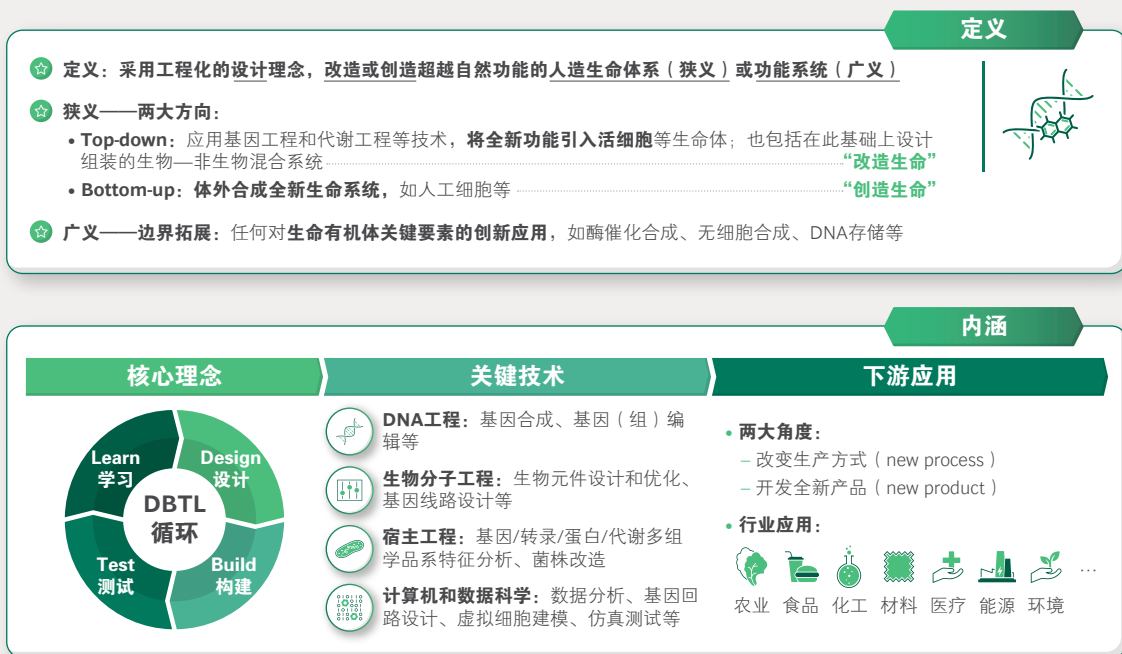 定义
定义：采用工程化的设计理念，改造或创造超越自然功能的人造生命体系（狭义）或功能系统（广义）
狭义——两大方向：
• Top-down：应用基因工程和代谢工程等技术，将全新功能引入活细胞等生命体；也包括在此基础上设计
组装的生物—非生物混合系统 “改造生命”
• Bottom-up：体外合成全新生命系统，如人工细胞等 “创造生命”
广义——边界拓展：任何对生命有机体关键要素的创新应用，如酶催化合成、无细胞合成、DNA存储等
内涵
核心理念
Learn
学习
Design
设计
DBTL
循环
Test
测试
Build
构建
关键技术
DNA工程：基因合成、基因（组）编
辑等
生物分子工程：生物元件设计和优化、
基因线路设计等
宿主工程：基因/转录/蛋白/代谢多组
学品系特征分析、菌株改造
计算机和数据科学：数据分析、基因回
路设计、虚拟细胞建模、仿真测试等
下游应用
• 两大角度：
– 改变生产方式（new process）
– 开发全新产品（new product）
• 行业应用：
农业 食品 化工 材料 医疗 能源 环境 …